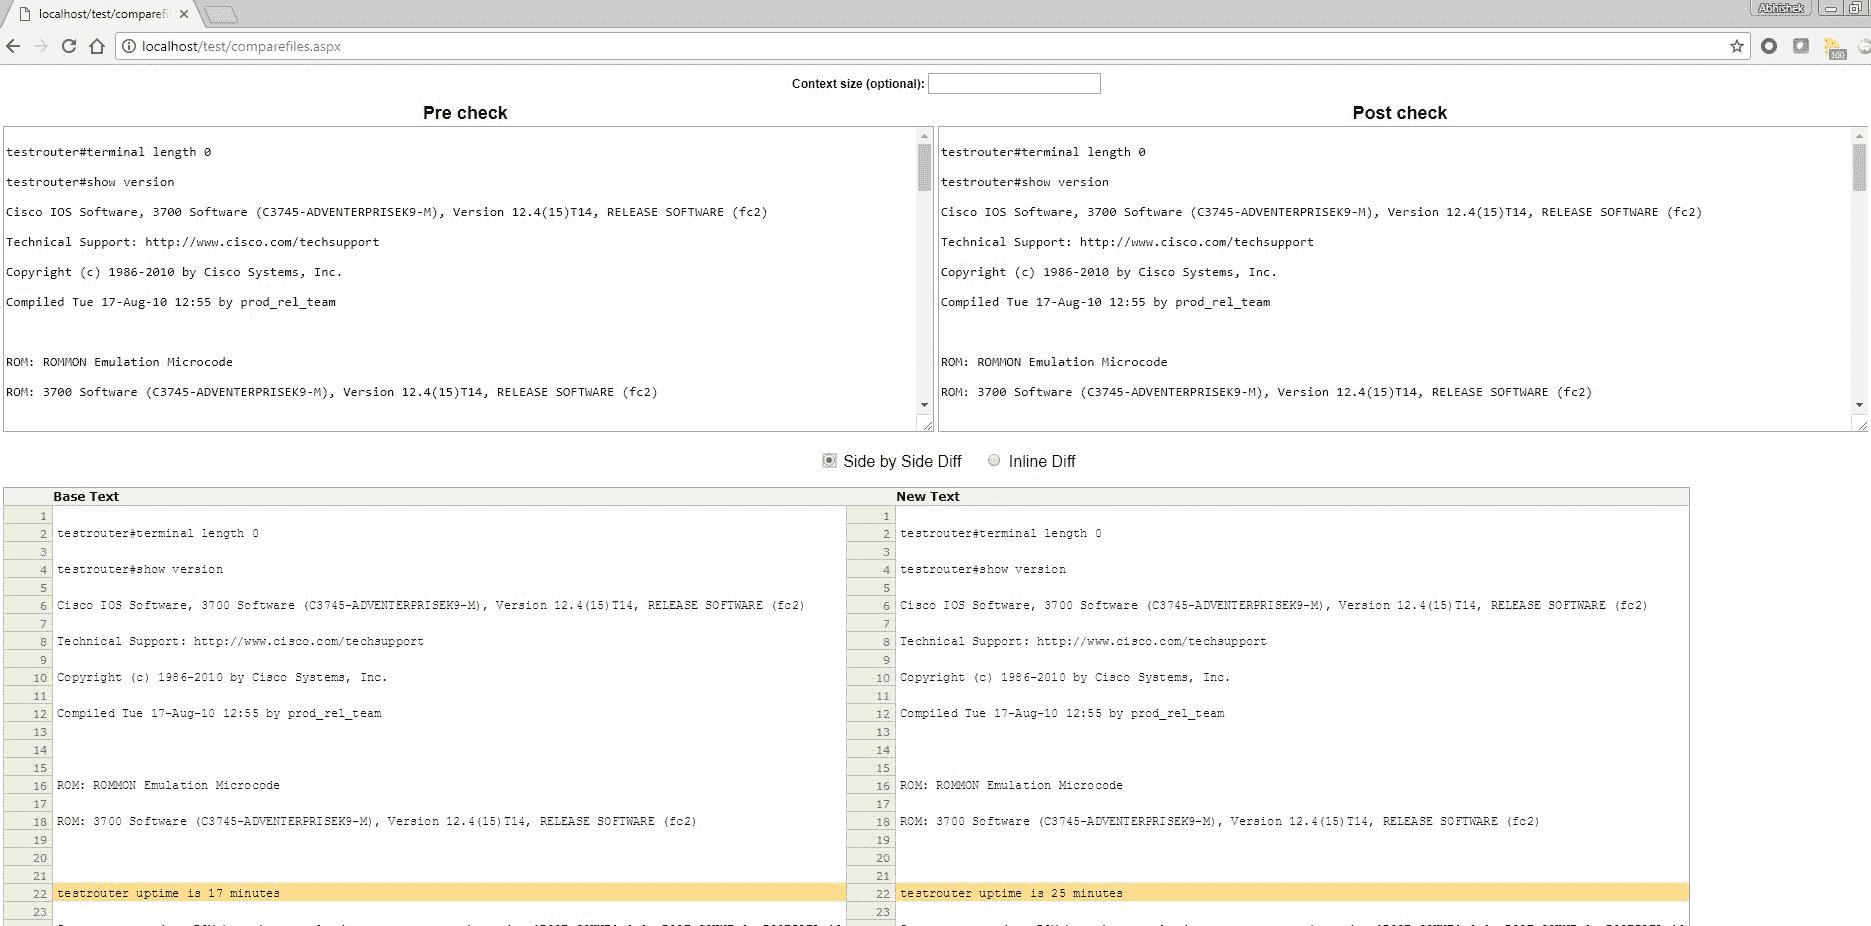 localhost/test/comparefi
Abhishek
localhost/test/comparefiles.aspx
100
Context size (optional):
Pre check
Post check
testrouter#terminal length 0
testrouter#show version
Cisco IOS Software, 3700 Software (C3745-ADVENTERPRISEK9-M), Version 12.4(15)T14, RELEASE SOFTWARE (fc2)
Technical Support: http://www.cisco.com/techsupport
Copyright (c) 1986-2010 by Cisco Systems, Inc.
Compiled Tue 17-Aug-10 12:55 by prod_rel_team
ROM: ROMMON Emulation Microcode
ROM: 3700 Software (C3745-ADVENTERPRISEK9-M), Version 12.4(15)T14, RELEASE SOFTWARE (fc2)
testrouter#terminal length 0
testrouter#show version
Cisco IOS Software, 3700 Software (C3745-ADVENTERPRISEK9-M), Version 12.4(15)T14, RELEASE SOFTWARE (fc2)
Technical Support: http://www.cisco.com/techsupport
Copyright (c) 1986-2010 by Cisco Systems, Inc.
Compiled Tue 17-Aug-10 12:55 by prod_rel_team
ROM: ROMMON Emulation Microcode
ROM: 3700 Software (C3745-ADVENTERPRISEK9-M), Version 12.4(15)T14, RELEASE SOFTWARE (fc2)
Side by Side Diff
Inline Diff
Base Text
1
2 testrouter#terminal length 0
3
4 testrouter#show version
5
6 Cisco IOS Software, 3700 Software (C3745-ADVENTERPRISEK9-M), Version 12.4(15)T14, RELEASE SOFTWARE (fc2)
7
8 Technical Support: http://www.cisco.com/techsupport
9
10 Copyright (c) 1986-2010 by Cisco Systems, Inc.
11
12 Compiled Tue 17-Aug-10 12:55 by prod_rel_team
13
14
15
16 ROM: ROMMON Emulation Microcode
17
18 ROM: 3700 Software (C3745-ADVENTERPRISEK9-M), Version 12.4(15)T14, RELEASE SOFTWARE (fc2)
19
20
21
22 testrouter uptime is 17 minutes
23
New Text
1
2 testrouter#terminal length 0
3
4 testrouter#show version
5
6 Cisco IOS Software, 3700 Software (C3745-ADVENTERPRISEK9-M), Version 12.4(15)T14, RELEASE SOFTWARE (fc2)
7
8 Technical Support: http://www.cisco.com/techsupport
9
10 Copyright (c) 1986-2010 by Cisco Systems, Inc.
11
12 Compiled Tue 17-Aug-10 12:55 by prod_rel_team
13
14
15
16 ROM: ROMMON Emulation Microcode
17
18 ROM: 3700 Software (C3745-ADVENTERPRISEK9-M), Version 12.4(15)T14, RELEASE SOFTWARE (fc2)
19
20
21
22 testrouter uptime is 25 minutes
23